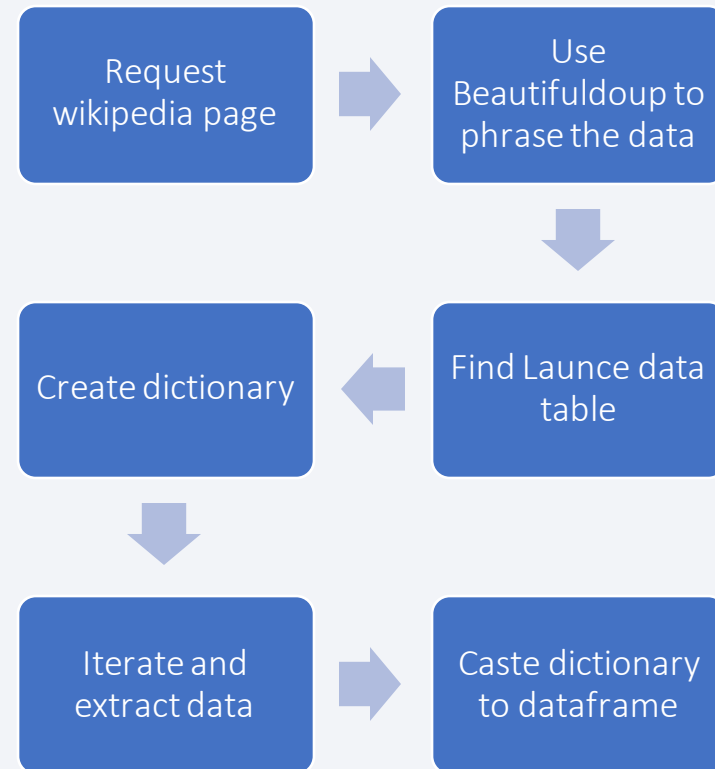 Request
wikipedia page
Use
Beautifuldoup to
phrase the data
Find Launce data
table
Create dictionary
Iterate and
extract data
Caste dictionary
to dataframe